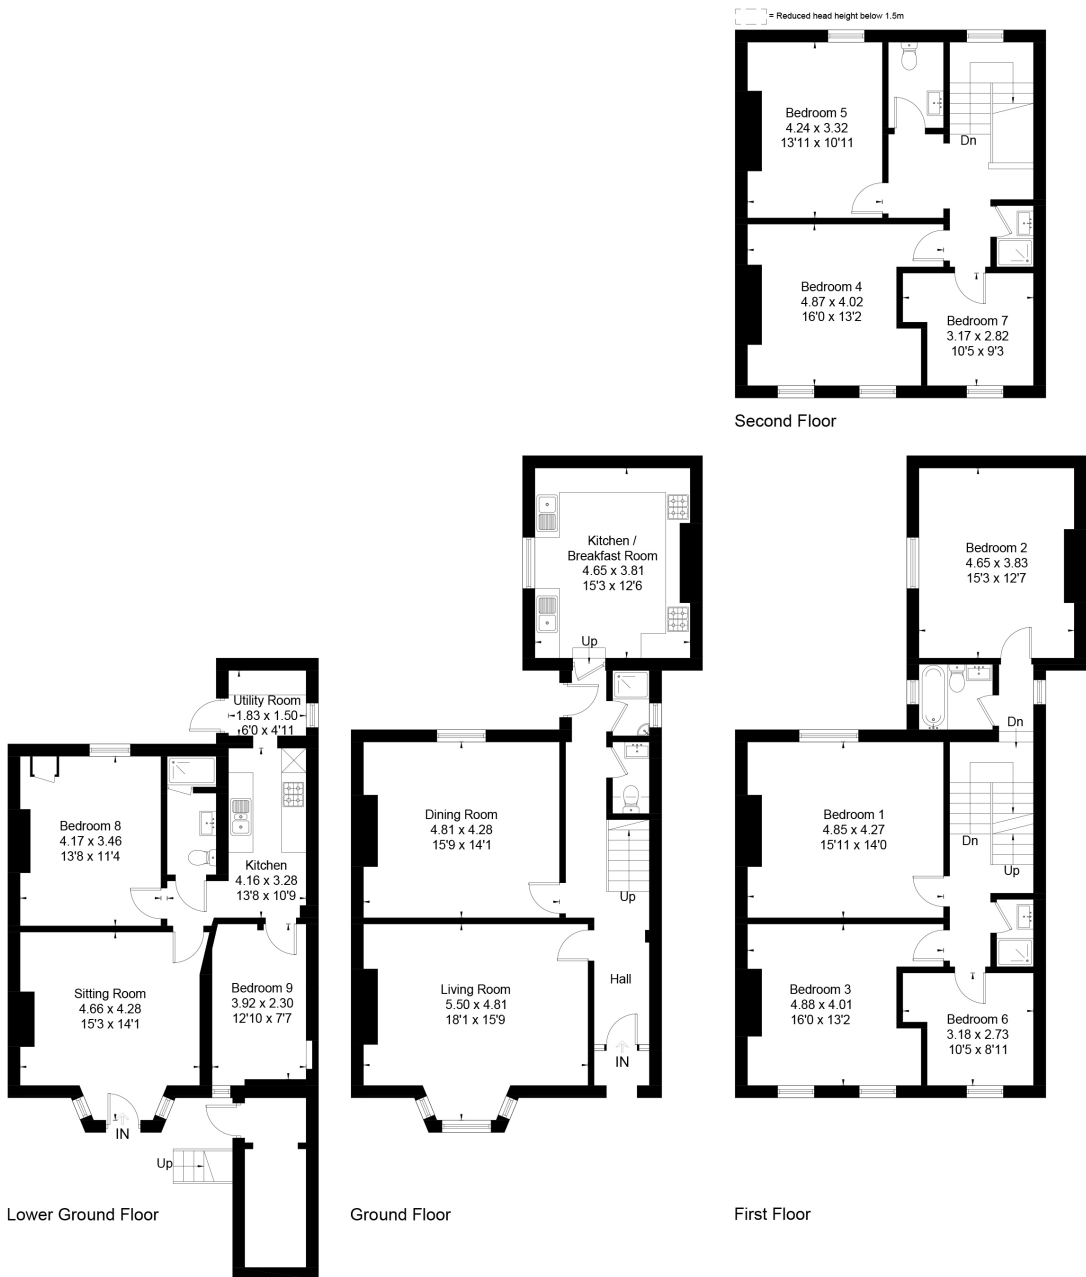 = Reduced head height below 1.5m
Bedroom 5
4.24 x 3.32
13'11 x 10'11
Dn
Bedroom 4
4.87 x 4.02
16'0 x 13'2
Bedroom 7
3.17 x 2.82
10'5 x 9'3
Second Floor
Kitchen /
Breakfast Room
4.65 x 3.81
15'3 x 12'6
Up
Bedroom 2
4.65 x 3.83
15'3 x 12'7
Utility Room
1.83 x 1.50
6'0 x 4'11
Bedroom 8
4.17 x 3.46
13'8 x 11'4
Kitchen
4.16 x 3.28
13'8 x 10'9
Sitting Room
4.66 x 4.28
15'3 x 14'1
Bedroom 9
3.92 x 2.30
12'10 x 7'7
IN
Up
Lower Ground Floor
Dining Room
4.81 x 4.28
15'9 x 14'1
Up
Living Room
5.50 x 4.81
18'1 x 15'9
Hall
IN
Ground Floor
Dn
Bedroom 1
4.85 x 4.27
15'11 x 14'0
Dn
Up
Bedroom 3
4.88 x 4.01
16'0 x 13'2
Bedroom 6
3.18 x 2.73
10'5 x 8'11
First Floor